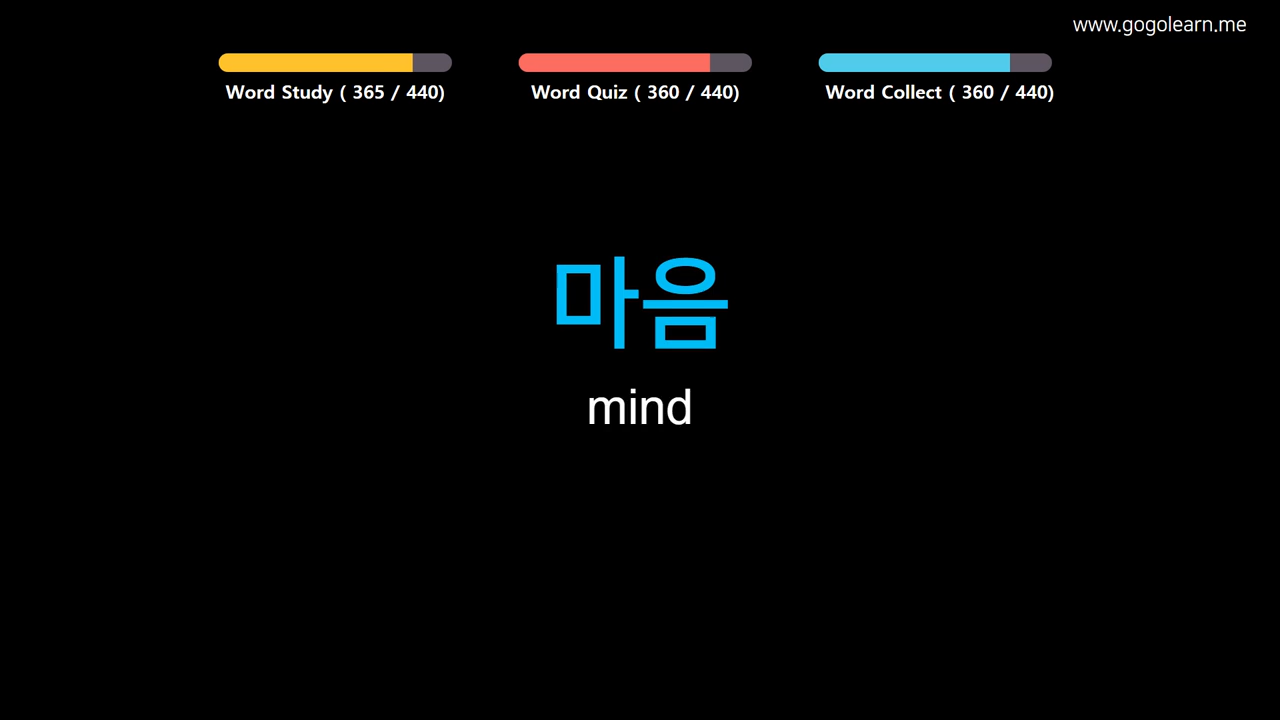 www.gogolearn.me
Word Study ( 365 / 440)
Word Quiz ( 360 / 440)
Word Collect ( 360 / 440)
마음
mind